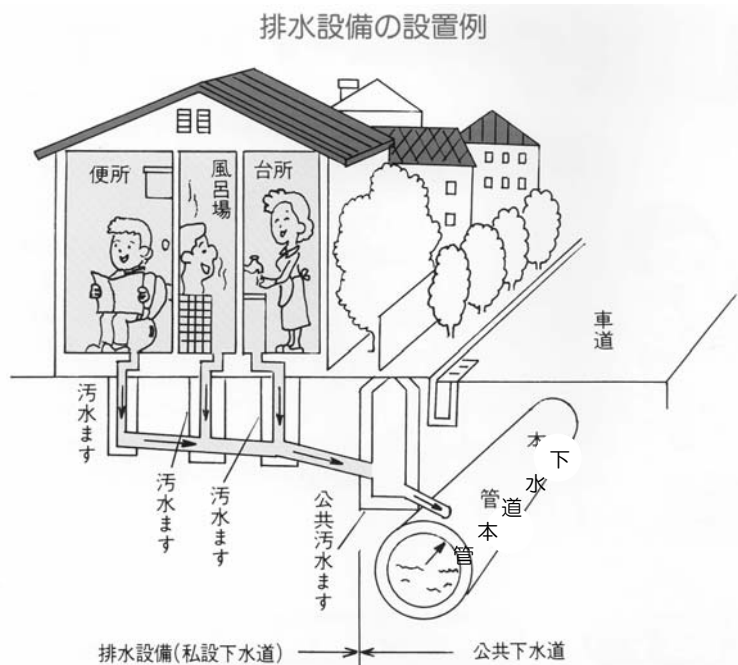 排水設備の設置例
便所
風呂場
台所
車道
汚水ます
汚水ます
汚水ます
公共汚水ます
下水道本管
管
排水設備(私設下水道)
公共下水道